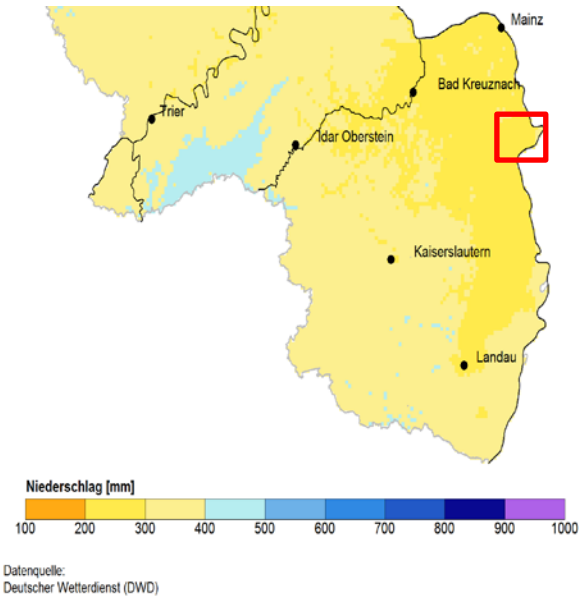 Mainz
Bad Kreuznach
Trier
Idar Oberstein
Kaiserslautern
Landau
Niederschlag [mm]
100 200 300 400 500 600 700 800 900 1000
Datenquelle:
Deutscher Wetterdienst (DWD)